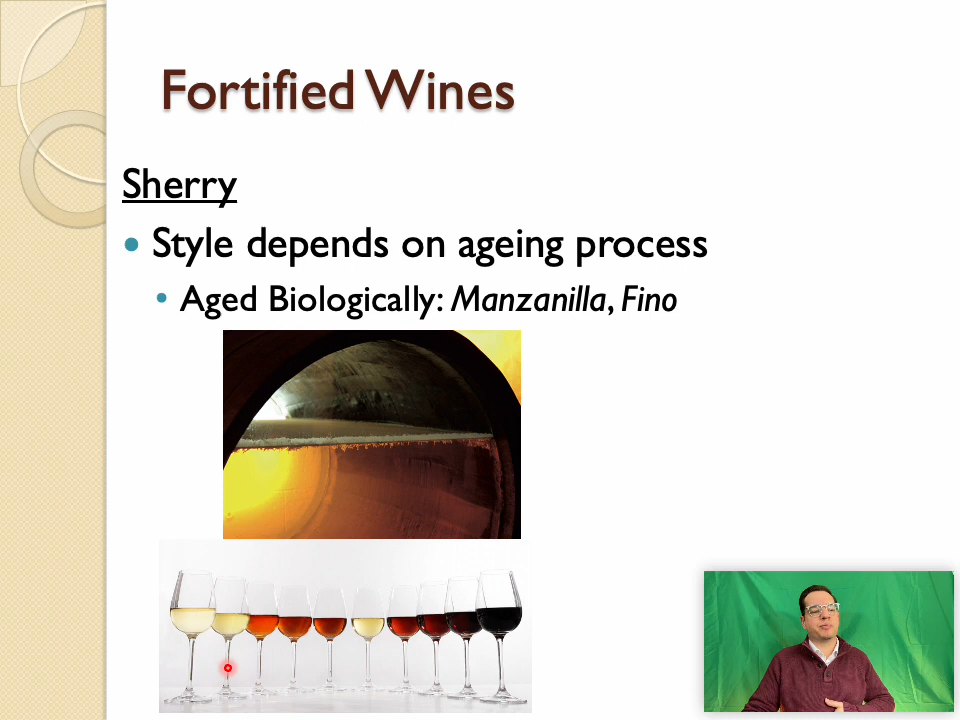 Fortified Wines
Sherry
Style depends on ageing process
Aged Biologically: Manzanilla, Fino